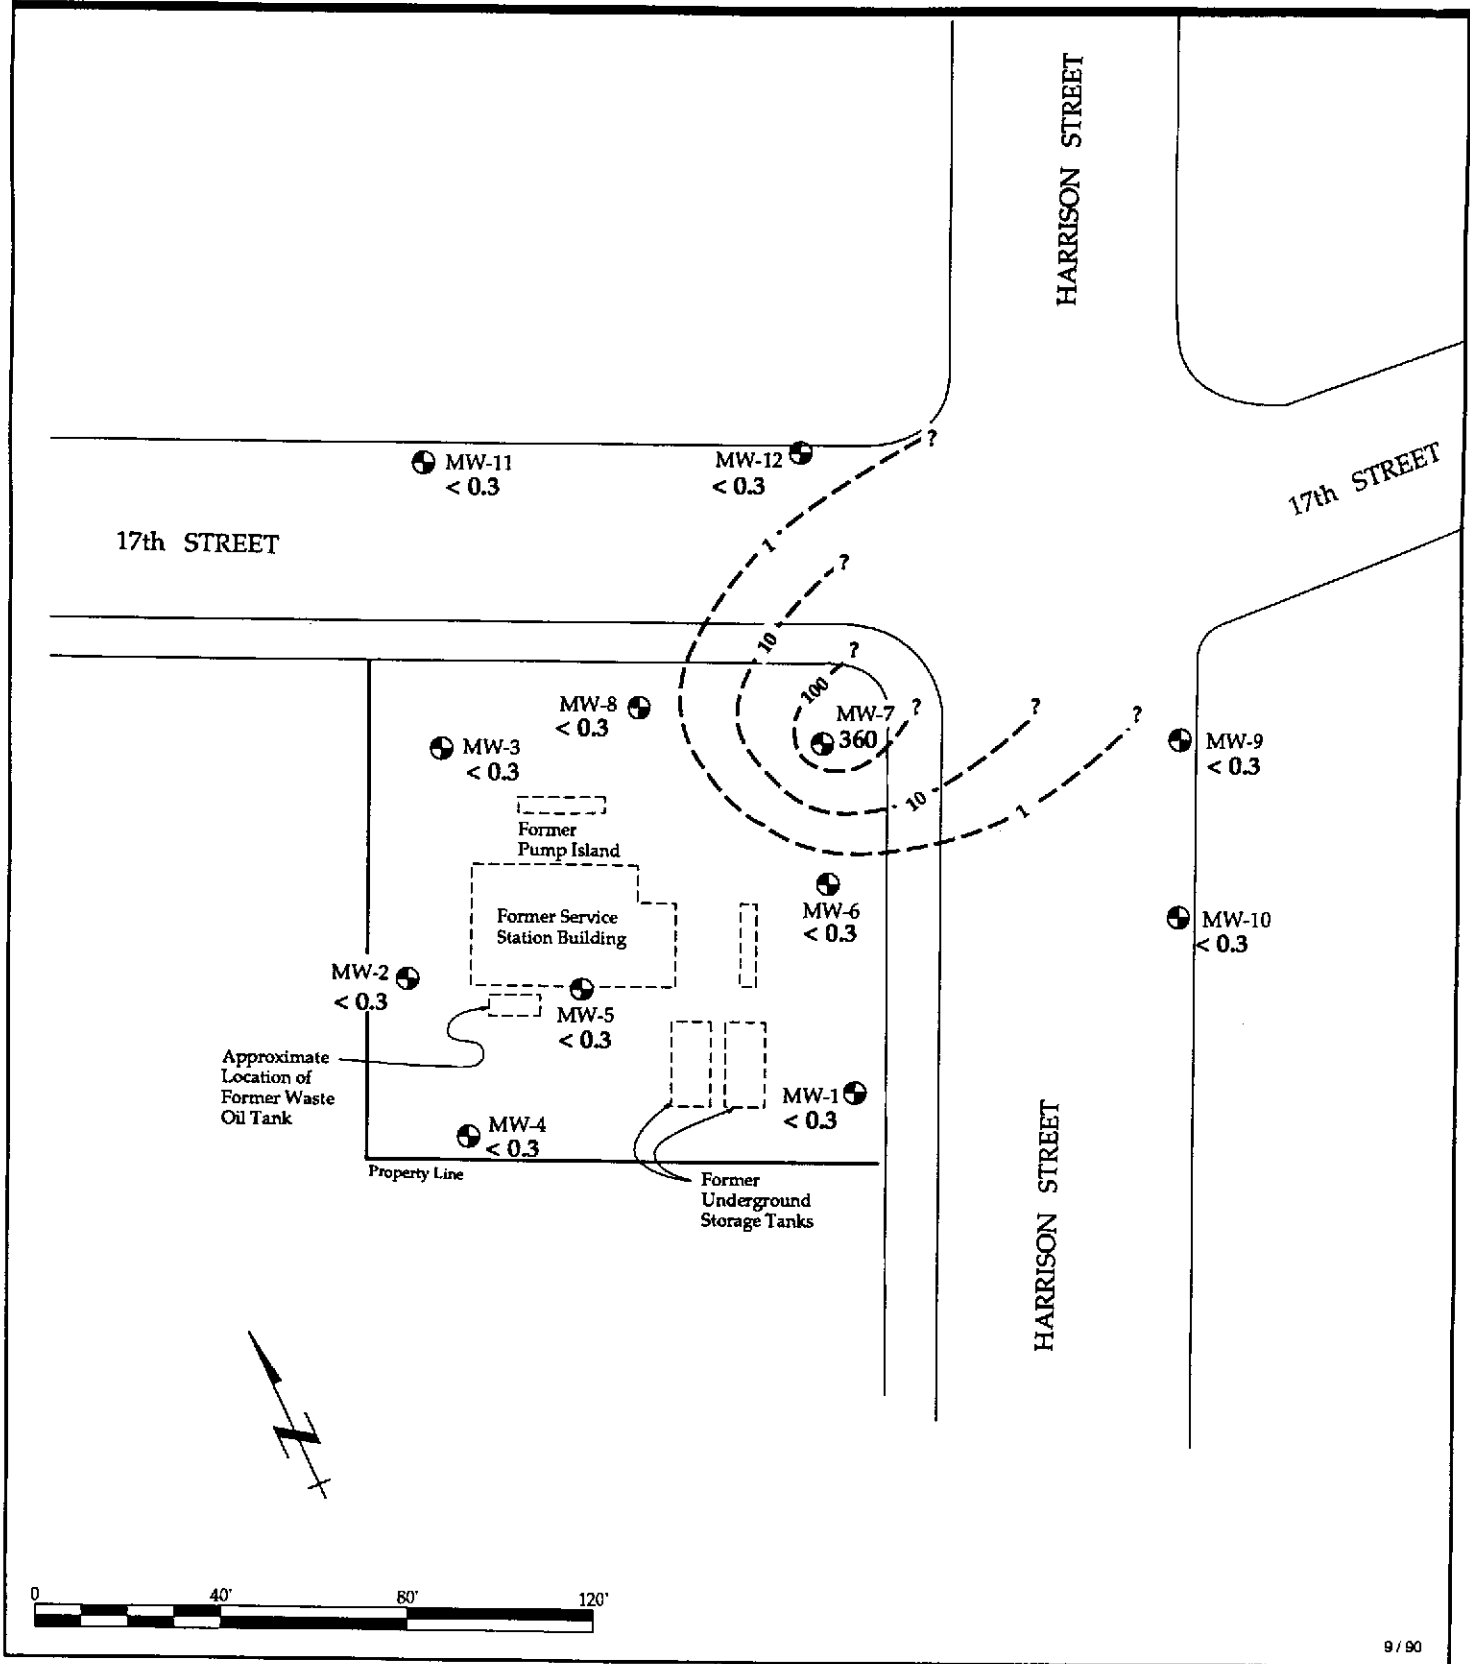 HARRISON STREET
?
MW-11
< 0.3
MW-12
< 0.3
17th STREET
17th STREET
1
?
10
?
100
MW-7
360
?
?
?
MW-8
< 0.3
MW-3
< 0.3
MW-9
< 0.3
10
1
Former
Pump Island
Former Service
Station Building
MW-6
< 0.3
MW-10
< 0.3
MW-2
< 0.3
MW-5
< 0.3
Approximate
Location of
Former Waste
Oil Tank
MW-1
< 0.3
MW-4
< 0.3
Property Line
Former
Underground
Storage Tanks
HARRISON STREET
N
0 40' 80' 120'
9 / 90